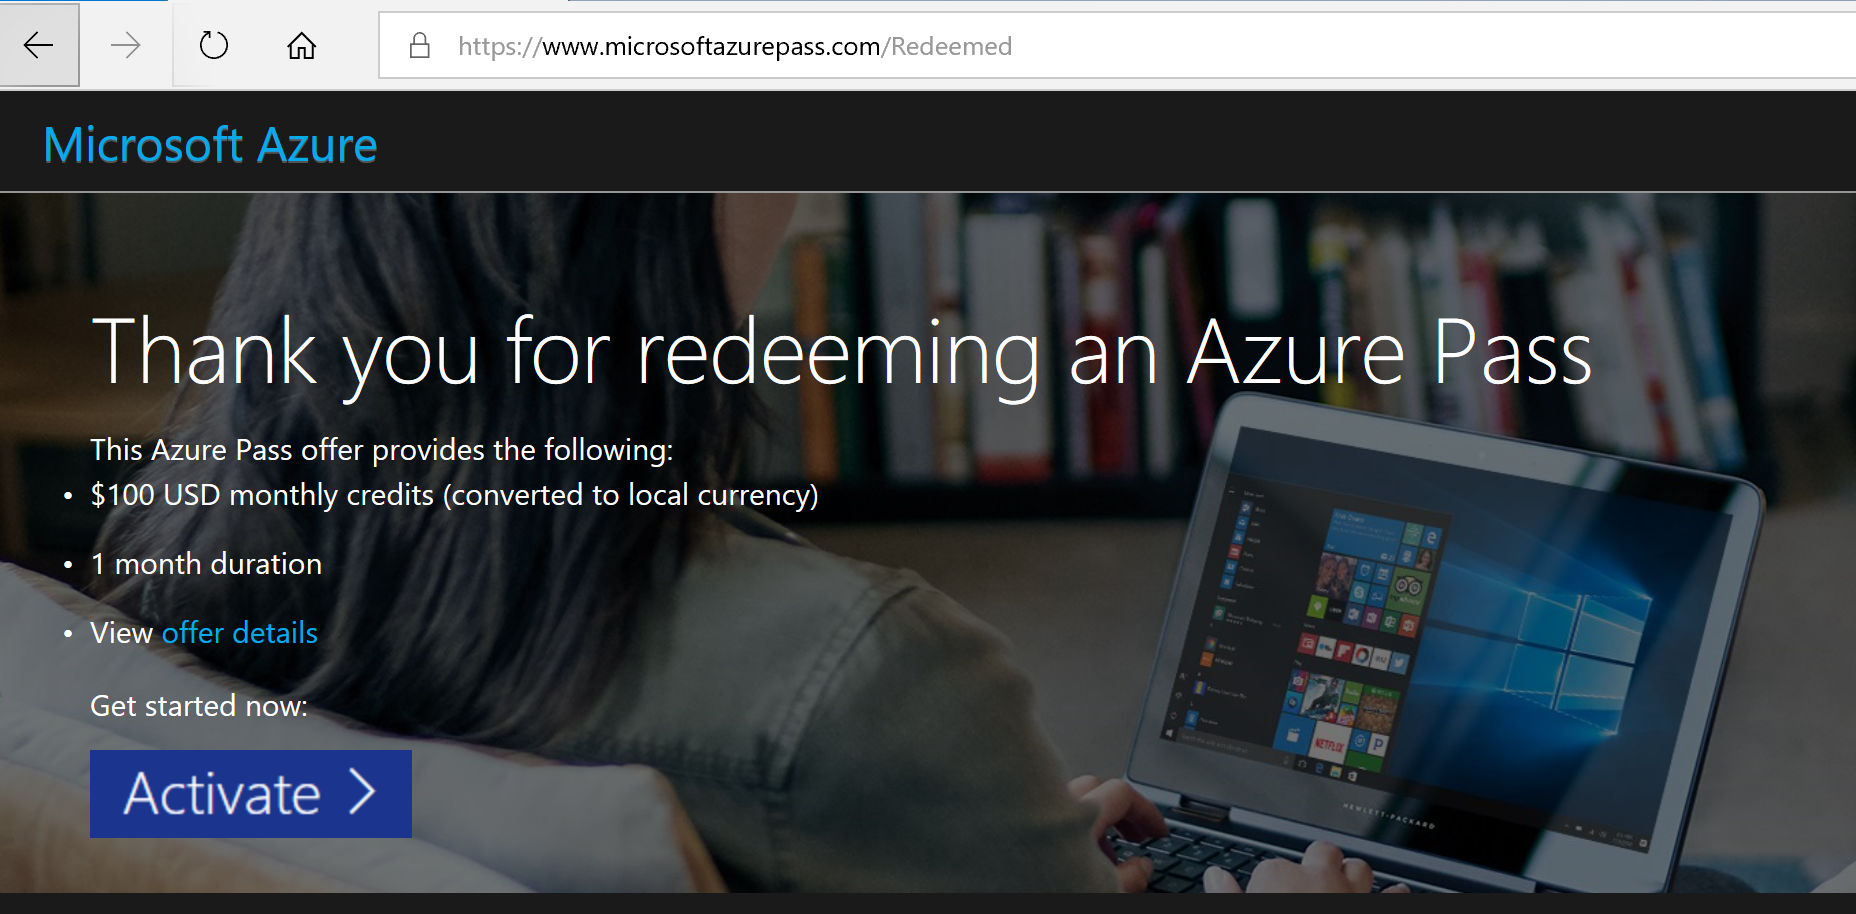 https://www.microsoftazurepass.com/Redeemed
Microsoft Azure
Thank you for redeeming an Azure Pass
This Azure Pass offer provides the following:
• $100 USD monthly credits (converted to local currency)
• 1 month duration
• View offer details
Get started now:
Activate
NETFLIX
HEWLETT-PACKARD